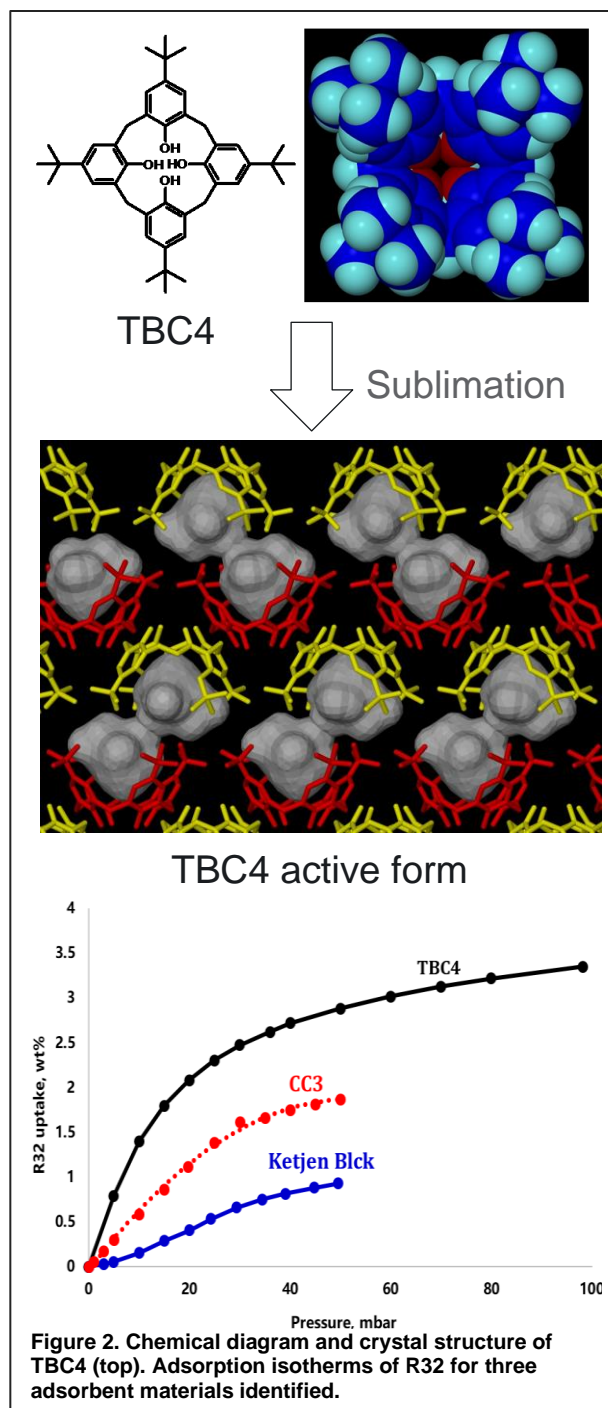 OH
OH HO
OH
TBC4
Sublimation
TBC4 active form
4
3.5
3
2.5
2
1.5
1
0.5
0
R32 uptake, wt%
TBC4
CC3
Ketjen Blck
0 20 40 60 80 100
Pressure, mbar
Figure 2. Chemical diagram and crystal structure of
TBC4 (top). Adsorption isotherms of R32 for three
adsorbent materials identified.